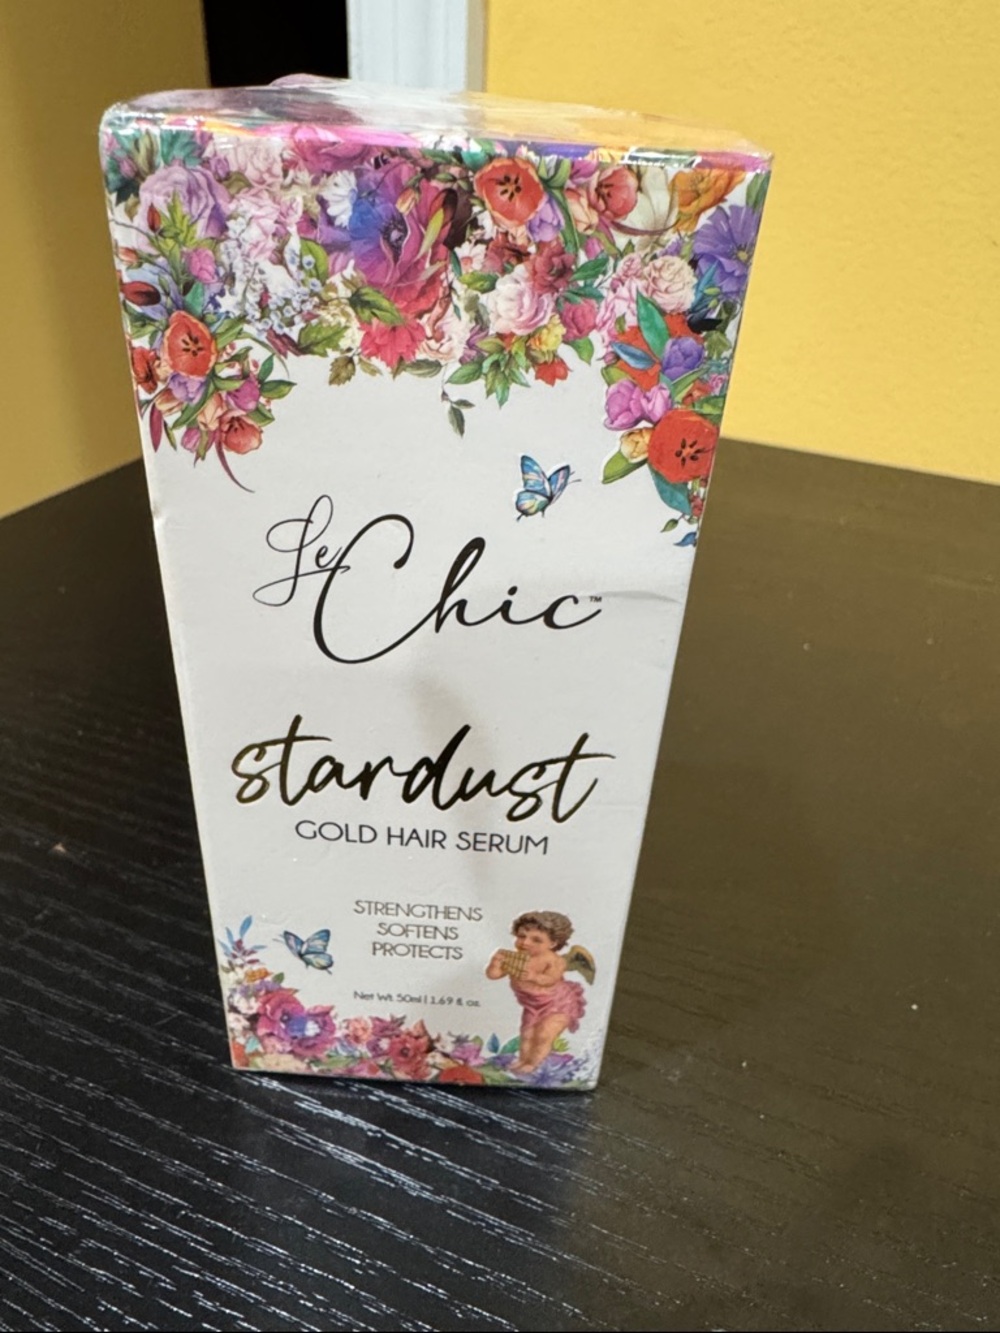 Le Chic™
stardust
GOLD HAIR SERUM
STRENGTHENS
SOFTENS
PROTECTS
Net Wt. 50ml | 1.69 fl. oz.